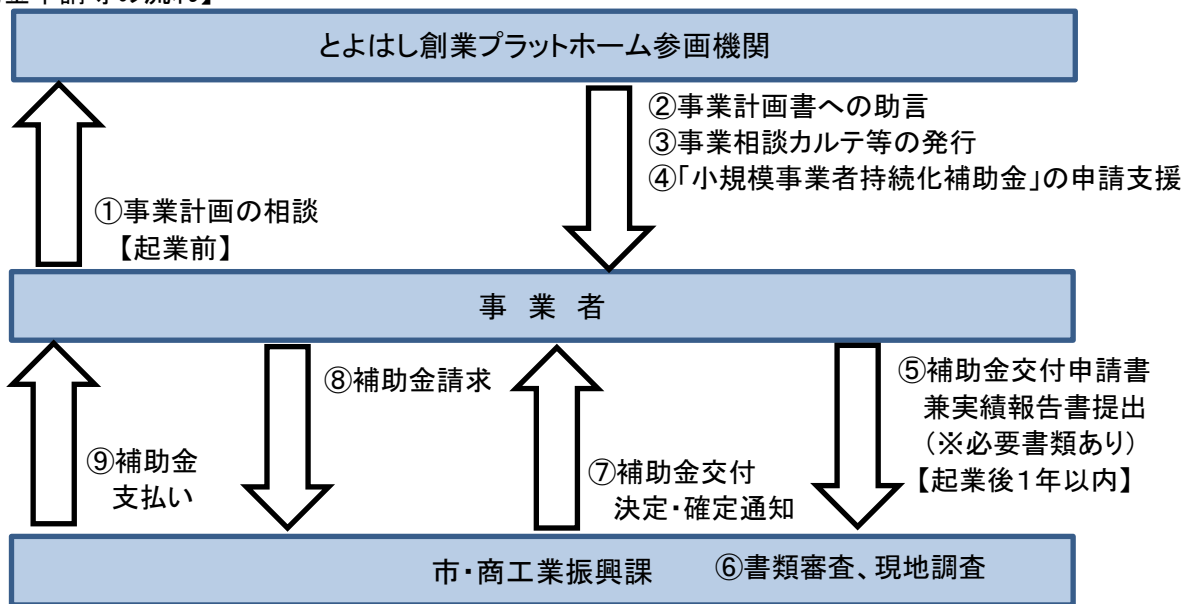 とよはし創業プラットホーム参画機関
②事業計画書への助言
③事業相談カルテ等の発行
④「小規模事業者持続化補助金」の申請支援
①事業計画の相談
【起業前】
事 業 者
⑤補助金交付申請書
兼実績報告書提出
(※必要書類あり)
【起業後1年以内】
⑧補助金請求
⑦補助金交付
決定・確定通知
⑨補助金
支払い
市・商工業振興課
⑥書類審査、現地調査